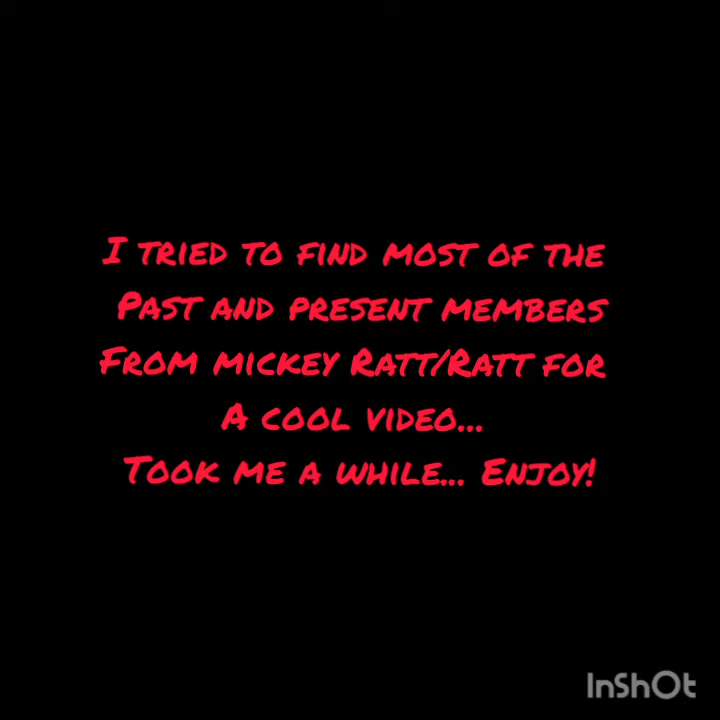 I TRIED TO FIND MOST OF THE
PAST AND PRESENT MEMBERS
FROM MICKEY RATT/RATT FOR
A COOL VIDEO...
TOOK ME A WHILE... ENJOY!
InShOt